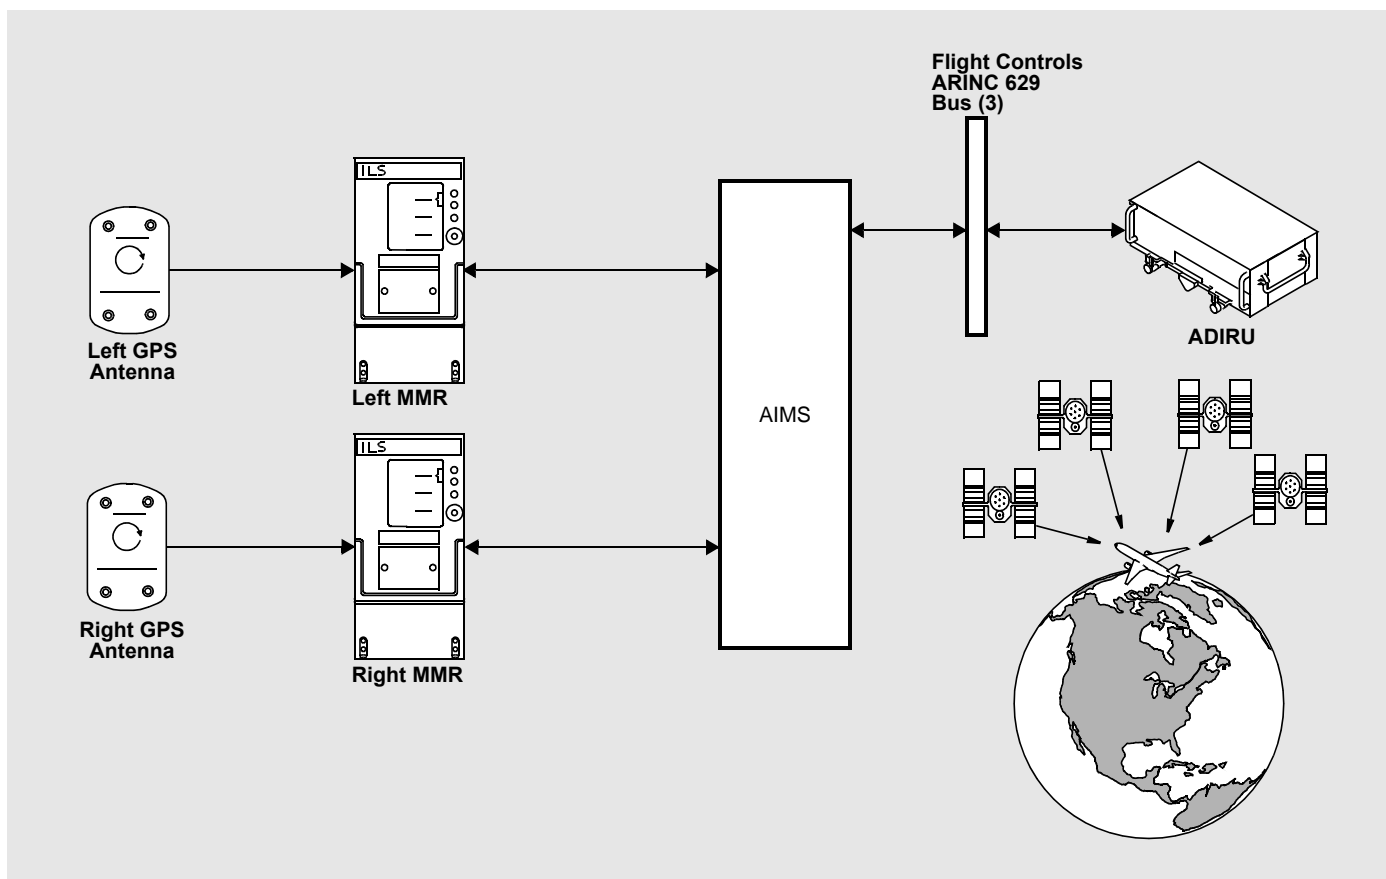 Flight Controls
ARINC 629
Bus (3)
ILS
Left GPS
Antenna
Left MMR
ADIRU
AIMS
ILS
Right GPS
Antenna
Right MMR